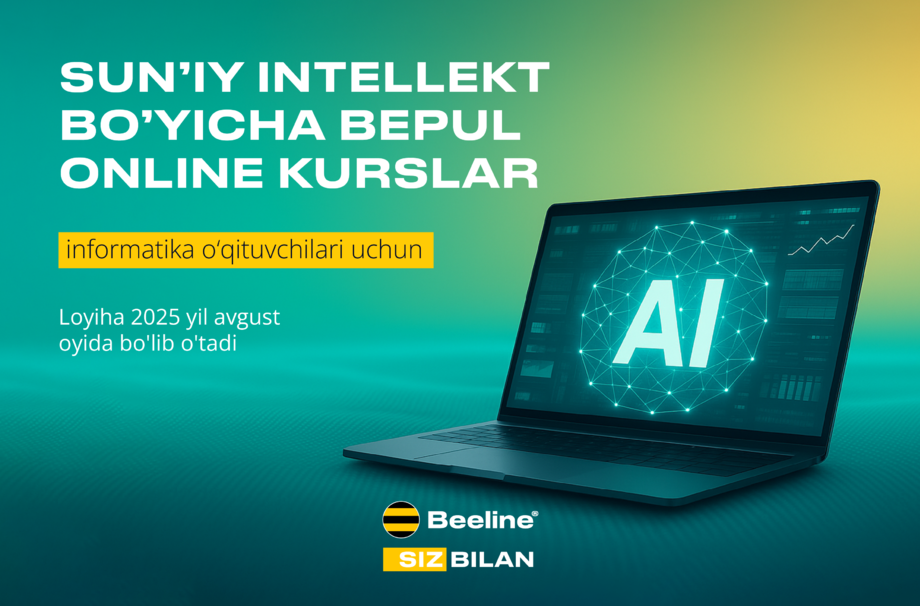 SUN’IY INTELLEKT
BO’YICHA BEPUL
ONLINE KURSLAR
informatika o‘qituvchilari uchun
Loyiha 2025 yil avgust
oyida bo'lib o'tadi
AI
Beeline®
SIZ BILAN